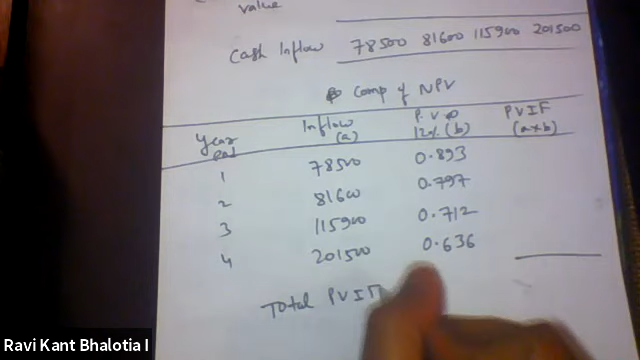 value
Cash Inflow 78500 81600 115900 201500
Comp of NPV
Year end Inflow (a) P.V @ 12% (b) PVIF (axb)
1 78500 0.893
2 81600 0.797
3 115900 0.712
4 201500 0.636
Total PVIF
Ravi Kant Bhalotia I